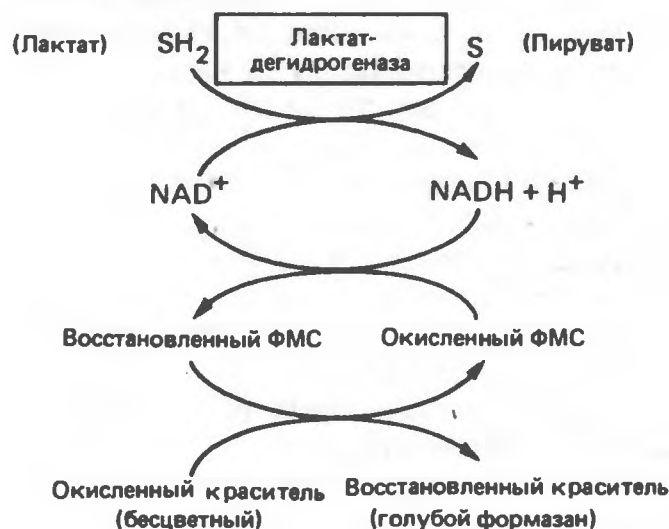 (Лактат) SH2 Лактат- S (Пируват)
дегидрогеназа
NAD+ NADH + H+
Восстановленный ФМС Окисленный ФМС
Окисленный краситель Восстановленный краситель
(бесцветный) (голубой формазан)